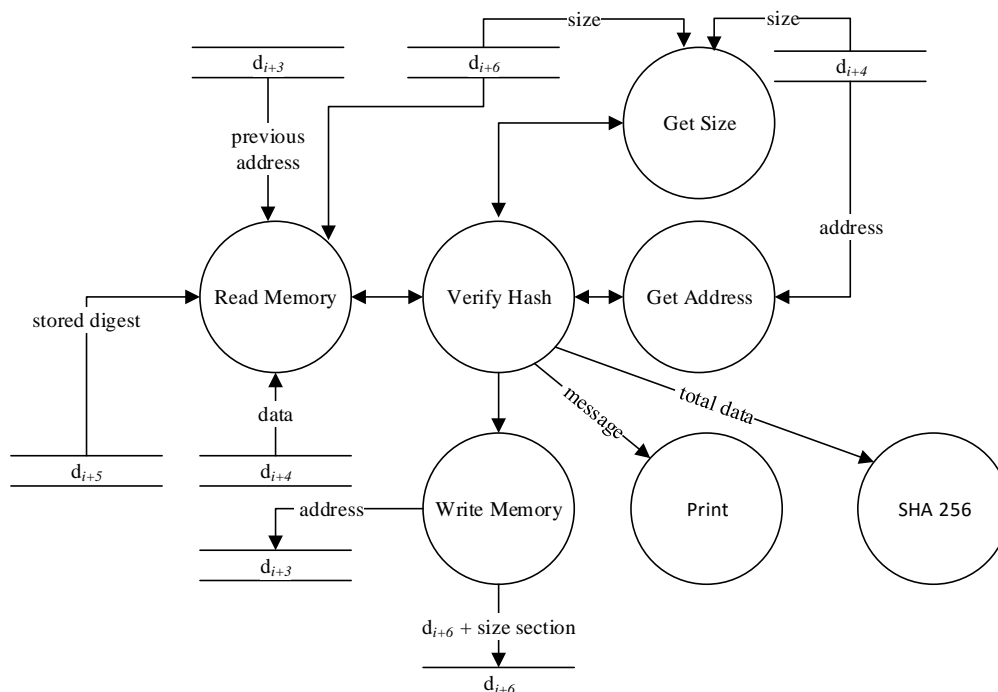 size
size
d_{i+3}
d_{i+6}
d_{i+4}
Get Size
previous
address
address
Read Memory
Verify Hash
Get Address
stored digest
total data
message
data
d_{i+5}
d_{i+4}
address
Write Memory
Print
SHA 256
d_{i+3}
d_{i+6} + size section
d_{i+6}